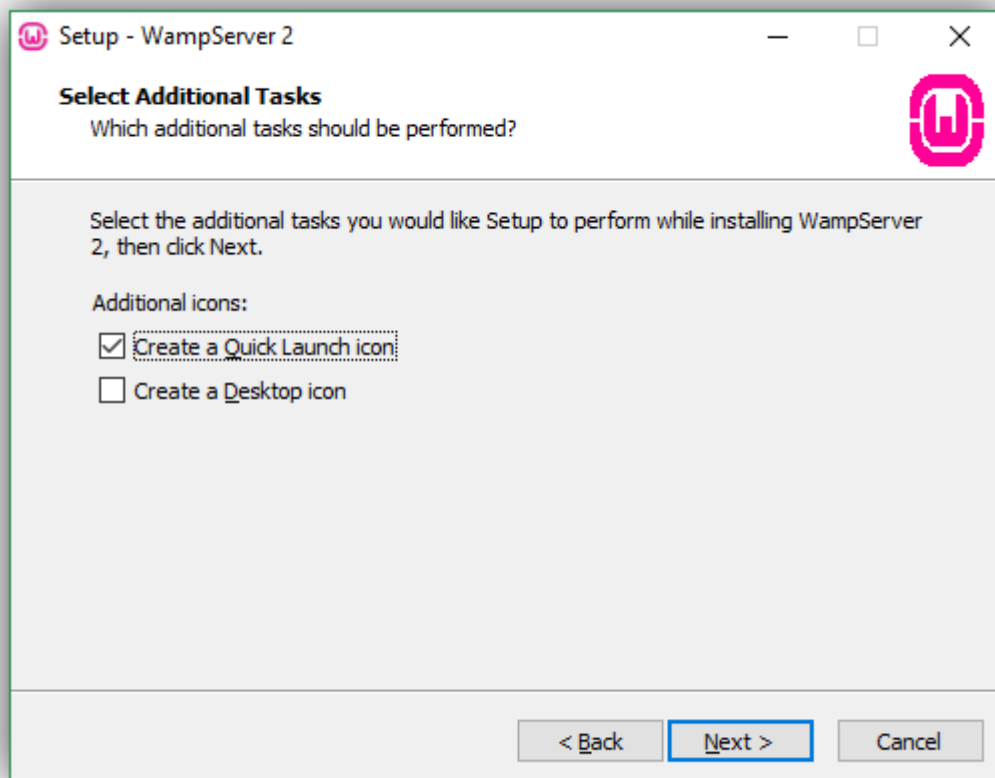 Setup - WampServer 2
Select Additional Tasks
Which additional tasks should be performed?
Select the additional tasks you would like Setup to perform while installing WampServer
2, then click Next.
Additional icons:
Create a Quick Launch icon
Create a Desktop icon
< Back Next > Cancel